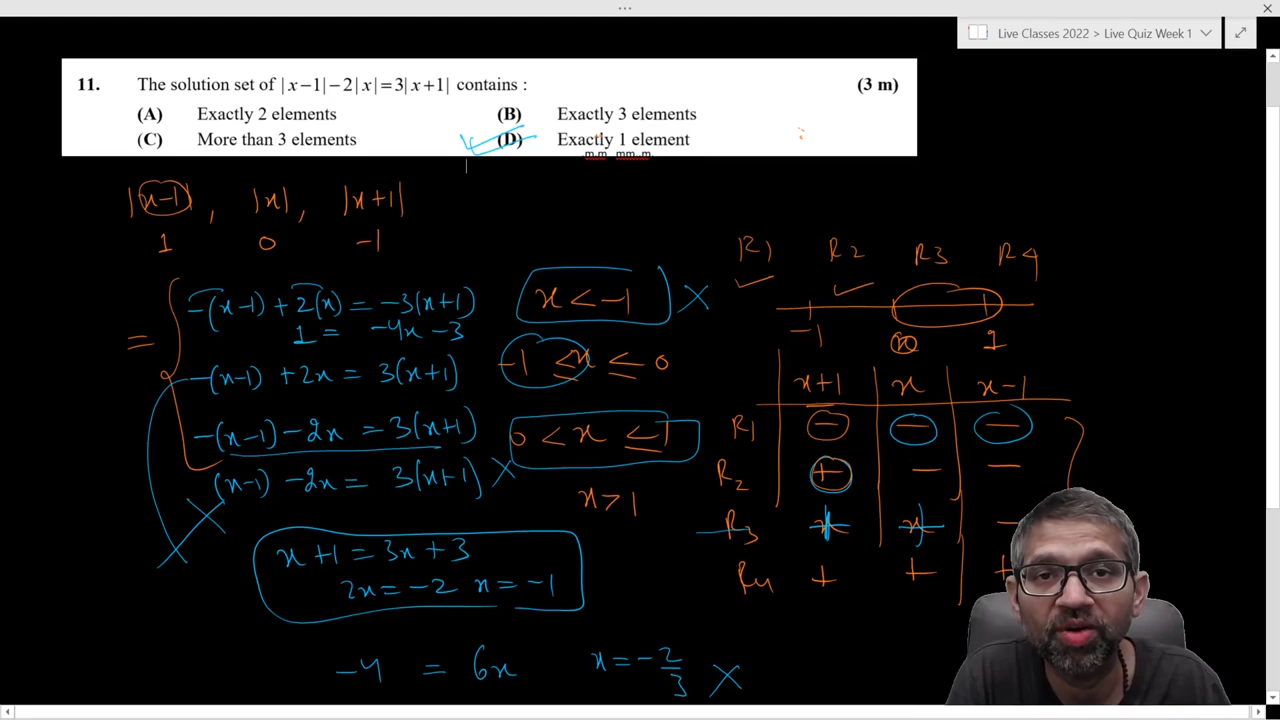 Live Classes 2022 > Live Quiz Week 1
11. The solution set of |x−1|−2|x|=3|x+1| contains : (3 m)
(A) Exactly 2 elements (B) Exactly 3 elements
(C) More than 3 elements (D) Exactly 1 element
|x-1| , |x| , |x+1|
1 0 -1
R1 R2 R3 R4
-1 0 1
= -(x-1) + 2(x) = -3(x+1) x < -1 ×
1 = -4x -3
-(x-1) + 2x = 3(x+1) -1 ≤ x ≤ 0
-(x-1) - 2x = 3(x+1) 0 < x ≤ 1
(x-1) - 2x = 3(x+1) × x > 1
x+1 x x-1
R1 - - -
R2 + - -
R3 + + -
R4 + + +
x+1 = 3x+3
2x = -2 x = -1
-4 = 6x x = -2/3 ×